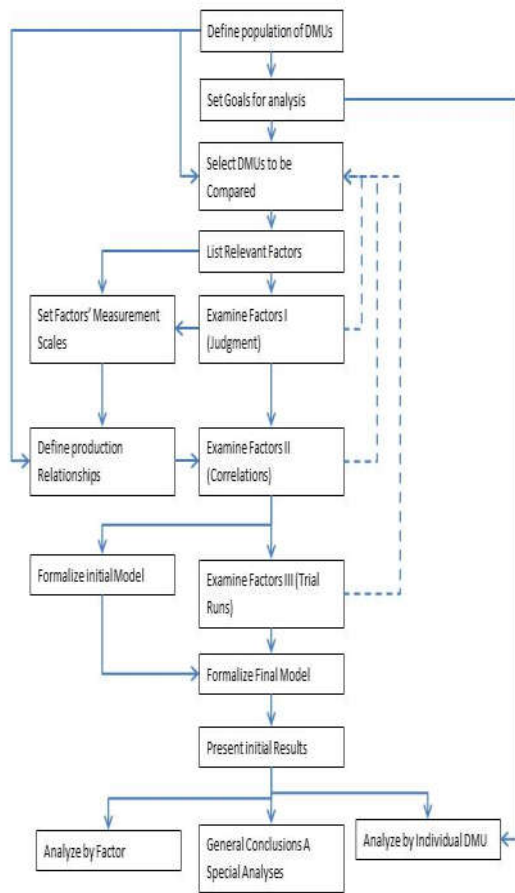 Define population of DMUs
Set Goals for analysis
Select DMUs to be
Compared
List Relevant Factors
Set Factors' Measurement
Scales
Examine Factors I
(Judgment)
Define production
Relationships
Examine Factors II
(Correlations)
Formalize initial Model
Examine Factors III (Trial
Runs)
Formalize Final Model
Present initial Results
Analyze by Factor
General Conclusions A
Special Analyses
Analyze by Individual DMU